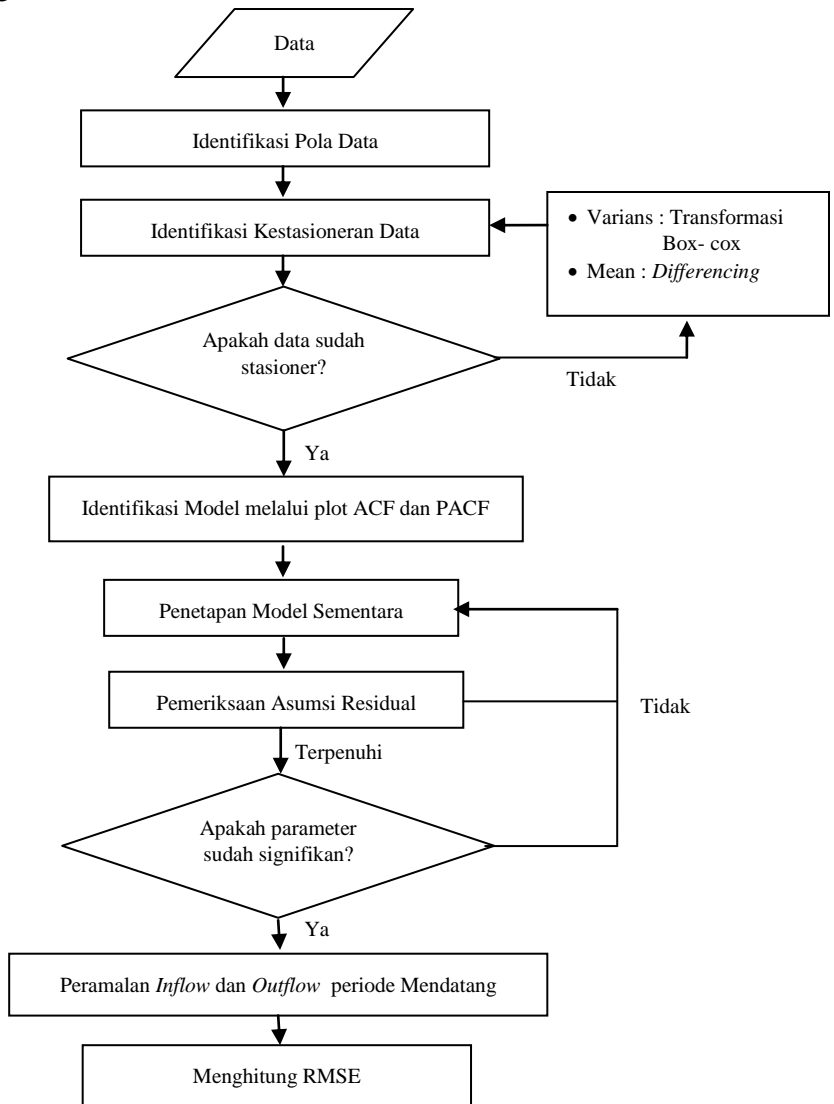 Data
Identifikasi Pola Data
Identifikasi Kestasioneran Data
• Varians : Transformasi
Box- cox
• Mean : Differencing
Apakah data sudah
stasioner?
Tidak
Ya
Identifikasi Model melalui plot ACF dan PACF
Penetapan Model Sementara
Pemeriksaan Asumsi Residual
Tidak
Terpenuhi
Apakah parameter
sudah signifikan?
Ya
Peramalan Inflow dan Outflow periode Mendatang
Menghitung RMSE